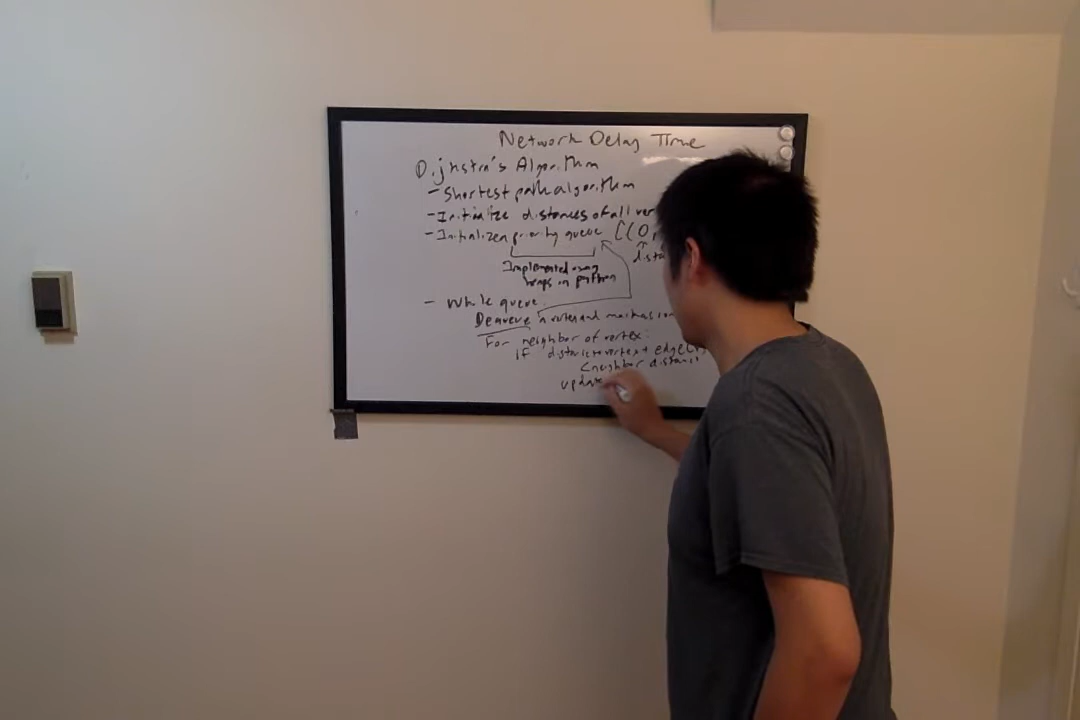 Network Delay Time
Dijkstra's Algorithm
- Shortest path algorithm
- Initialize distances of all ver
- Initialize a priority queue [(0,
dista
Implemented using
heaps in python
- While queue:
Dequeue a vertex and mark as
For neighbor of vertex:
if distance vertex + edge
< neighbor distanc
update